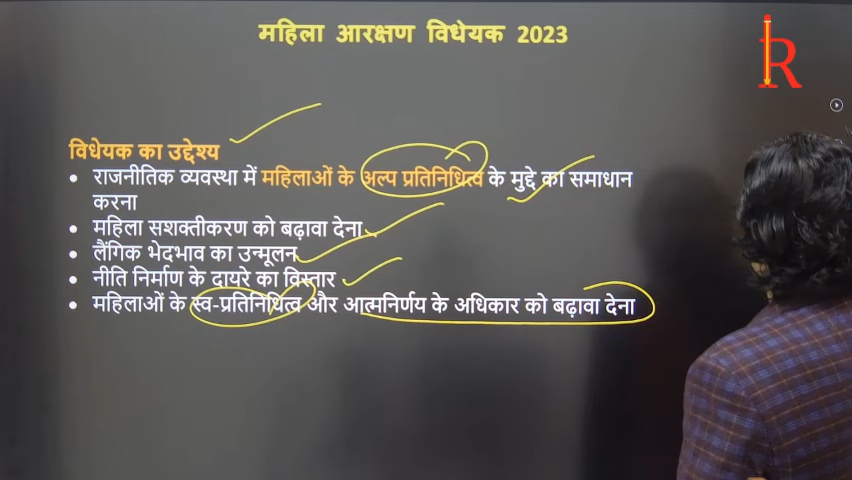 महिला आरक्षण विधेयक 2023
R
विधेयक का उद्देश्य
• राजनीतिक व्यवस्था में महिलाओं के अल्प प्रतिनिधित्व के मुद्दे का समाधान
करना
• महिला सशक्तीकरण को बढ़ावा देना
• लैंगिक भेदभाव का उन्मूलन
• नीति निर्माण के दायरे का विस्तार
• महिलाओं के स्व-प्रतिनिधित्व और आत्मनिर्णय के अधिकार को बढ़ावा देना